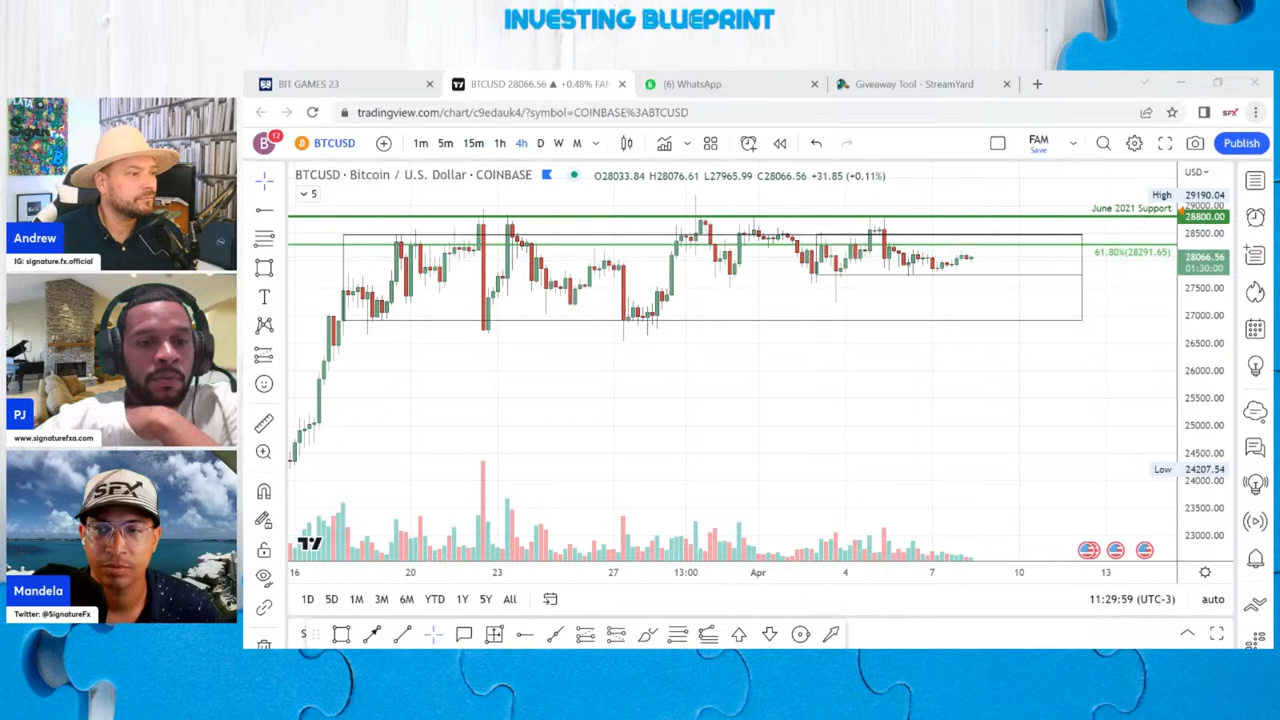 INVESTING BLUEPRINT
BIT GAMES 23
BTCUSD 28066.56 ▲ +0.48% FAM
(6) WhatsApp
Giveaway Tool - StreamYard
tradingview.com/chart/c9edauk4/?symbol=COINBASE%3ABTCUSD
SFX
B
12
BTCUSD
1m 5m 15m 1h 4h D W M
FAM
Save
Publish
BTCUSD · Bitcoin / U.S. Dollar · COINBASE
O28033.84 H28076.61 L27965.99 C28066.56 +31.85 (+0.11%)
5
USD
High 29190.04
29000.00
June 2021 Support 28800.00
28500.00
61.80%(28291.65)
28066.56
01:30:00
27500.00
27000.00
26500.00
26000.00
25500.00
25000.00
24500.00
Low 24207.54
24000.00
23500.00
23000.00
16 20 23 27 13:00 Apr 4 7 10 13
1D 5D 1M 3M 6M YTD 1Y 5Y All
11:29:59 (UTC-3) auto
Andrew
IG: signature.fx.official
PJ
www.signaturefxa.com
SFX
Mandela
Twitter: @SignatureFx